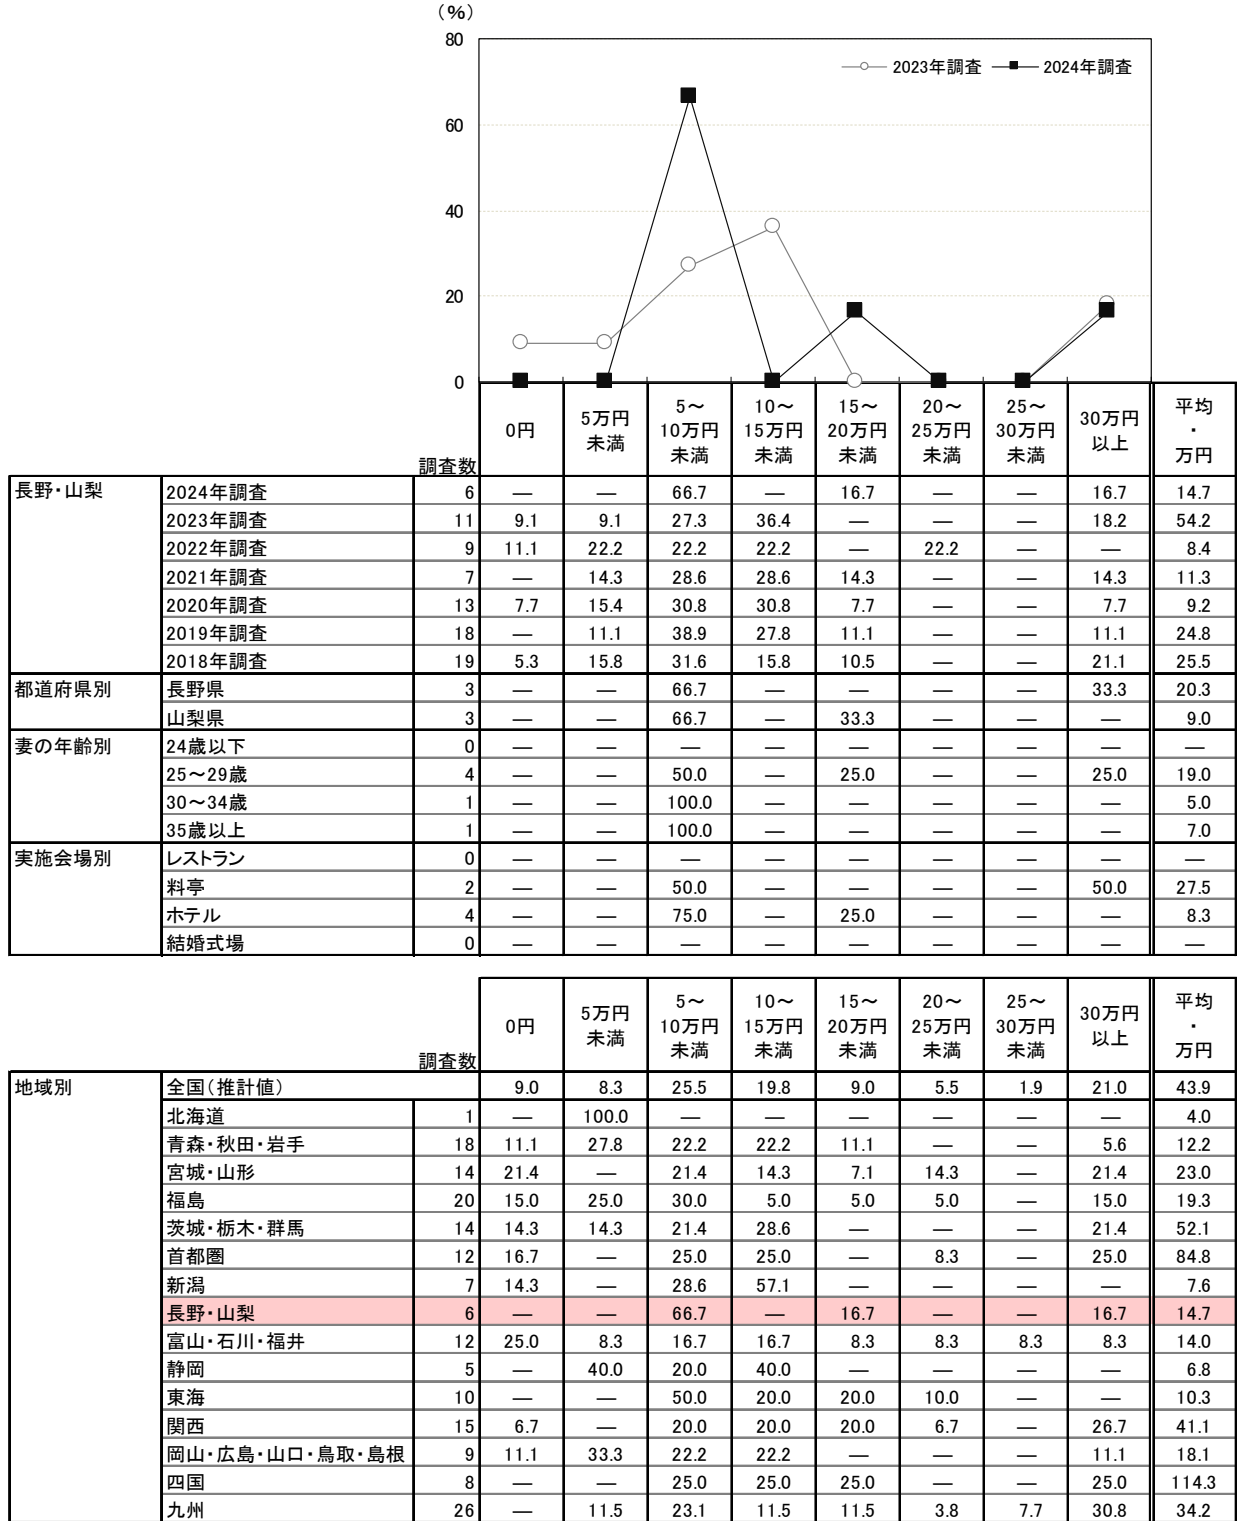 （%）
80
60
40
20
0
2023年調査 2024年調査
調査数 0円 5万円未満 5～10万円未満 10～15万円未満 15～20万円未満 20～25万円未満 25～30万円未満 30万円以上 平均・万円
長野・山梨 2024年調査 6 ― ― 66.7 ― 16.7 ― ― 16.7 14.7
2023年調査 11 9.1 9.1 27.3 36.4 ― ― ― 18.2 54.2
2022年調査 9 11.1 22.2 22.2 22.2 ― 22.2 ― ― 8.4
2021年調査 7 ― 14.3 28.6 28.6 14.3 ― ― 14.3 11.3
2020年調査 13 7.7 15.4 30.8 30.8 7.7 ― ― 7.7 9.2
2019年調査 18 ― 11.1 38.9 27.8 11.1 ― ― 11.1 24.8
2018年調査 19 5.3 15.8 31.6 15.8 10.5 ― ― 21.1 25.5
都道府県別 長野県 3 ― ― 66.7 ― ― ― ― 33.3 20.3
山梨県 3 ― ― 66.7 ― 33.3 ― ― ― 9.0
妻の年齢別 24歳以下 0 ― ― ― ― ― ― ― ― ―
25～29歳 4 ― ― 50.0 ― 25.0 ― ― 25.0 19.0
30～34歳 1 ― ― 100.0 ― ― ― ― ― 5.0
35歳以上 1 ― ― 100.0 ― ― ― ― ― 7.0
実施会場別 レストラン 0 ― ― ― ― ― ― ― ― ―
料亭 2 ― ― 50.0 ― ― ― ― 50.0 27.5
ホテル 4 ― ― 75.0 ― 25.0 ― ― ― 8.3
結婚式場 0 ― ― ― ― ― ― ― ― ―
調査数 0円 5万円未満 5～10万円未満 10～15万円未満 15～20万円未満 20～25万円未満 25～30万円未満 30万円以上 平均・万円
地域別 全国（推計値） 9.0 8.3 25.5 19.8 9.0 5.5 1.9 21.0 43.9
北海道 1 ― 100.0 ― ― ― ― ― ― 4.0
青森・秋田・岩手 18 11.1 27.8 22.2 22.2 11.1 ― ― 5.6 12.2
宮城・山形 14 21.4 ― 21.4 14.3 7.1 14.3 ― 21.4 23.0
福島 20 15.0 25.0 30.0 5.0 5.0 5.0 ― 15.0 19.3
茨城・栃木・群馬 14 14.3 14.3 21.4 28.6 ― ― ― 21.4 52.1
首都圏 12 16.7 ― 25.0 25.0 ― 8.3 ― 25.0 84.8
新潟 7 14.3 ― 28.6 57.1 ― ― ― ― 7.6
長野・山梨 6 ― ― 66.7 ― 16.7 ― ― 16.7 14.7
富山・石川・福井 12 25.0 8.3 16.7 16.7 8.3 8.3 8.3 8.3 14.0
静岡 5 ― 40.0 20.0 40.0 ― ― ― ― 6.8
東海 10 ― ― 50.0 20.0 20.0 10.0 ― ― 10.3
関西 15 6.7 ― 20.0 20.0 20.0 6.7 ― 26.7 41.1
岡山・広島・山口・鳥取・島根 9 11.1 33.3 22.2 22.2 ― ― ― 11.1 18.1
四国 8 ― ― 25.0 25.0 25.0 ― ― 25.0 114.3
九州 26 ― 11.5 23.1 11.5 11.5 3.8 7.7 30.8 34.2